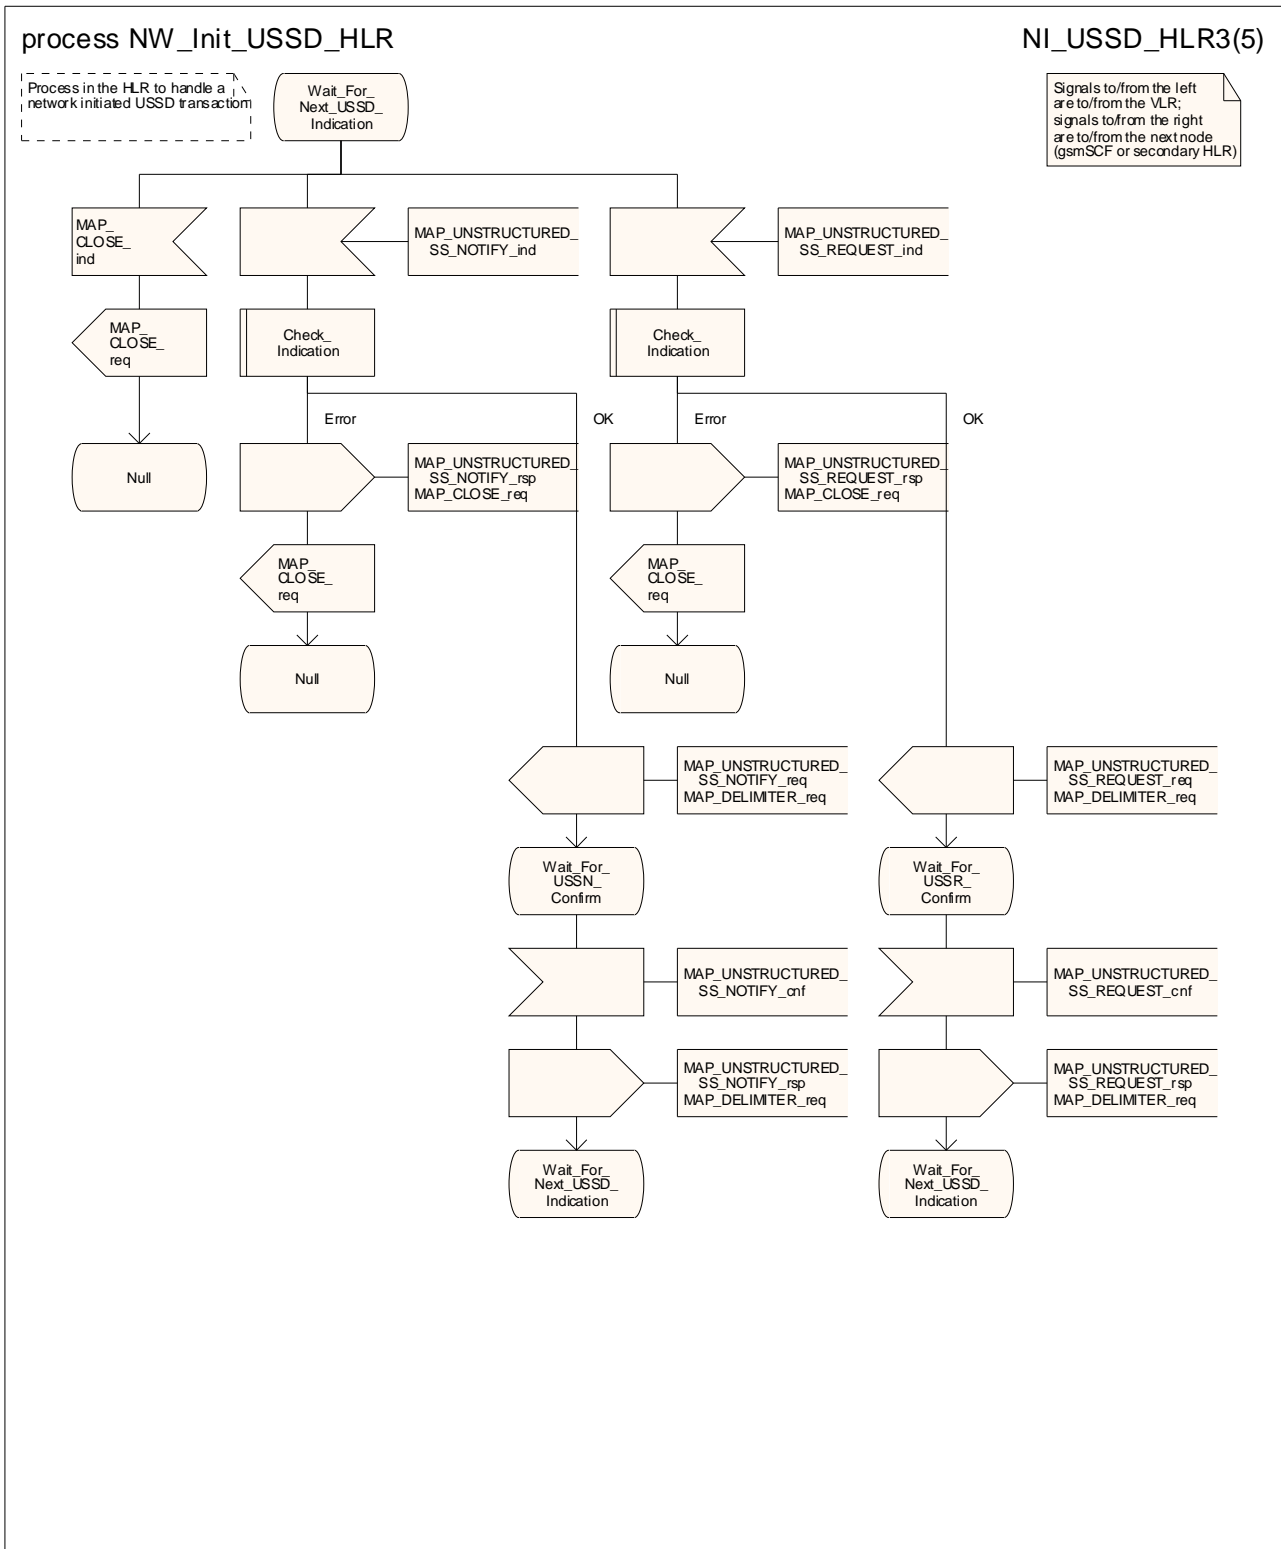 process NW_Init_USSD_HLR
NI_USSD_HLR3(5)
Process in the HLR to handle a
network initiated USSD transaction
Wait_For_
Next_USSD_
Indication
Signals to/from the left
are to/from the VLR;
signals to/from the right
are to/from the next node
(gsmSCF or secondary HLR)
MAP_
CLOSE_
ind
MAP_UNSTRUCTURED_
SS_NOTIFY_ind
MAP_UNSTRUCTURED_
SS_REQUEST_ind
MAP_
CLOSE_
req
Check_
Indication
Check_
Indication
Error
OK
Error
OK
Null
MAP_UNSTRUCTURED_
SS_NOTIFY_rsp
MAP_CLOSE_req
MAP_UNSTRUCTURED_
SS_REQUEST_rsp
MAP_CLOSE_req
MAP_
CLOSE_
req
MAP_
CLOSE_
req
Null
Null
MAP_UNSTRUCTURED_
SS_NOTIFY_req
MAP_DELIMITER_req
MAP_UNSTRUCTURED_
SS_REQUEST_req
MAP_DELIMITER_req
Wait_For_
USSN_
Confirm
Wait_For_
USSR_
Confirm
MAP_UNSTRUCTURED_
SS_NOTIFY_cnf
MAP_UNSTRUCTURED_
SS_REQUEST_cnf
MAP_UNSTRUCTURED_
SS_NOTIFY_rsp
MAP_DELIMITER_req
MAP_UNSTRUCTURED_
SS_REQUEST_rsp
MAP_DELIMITER_req
Wait_For_
Next_USSD_
Indication
Wait_For_
Next_USSD_
Indication